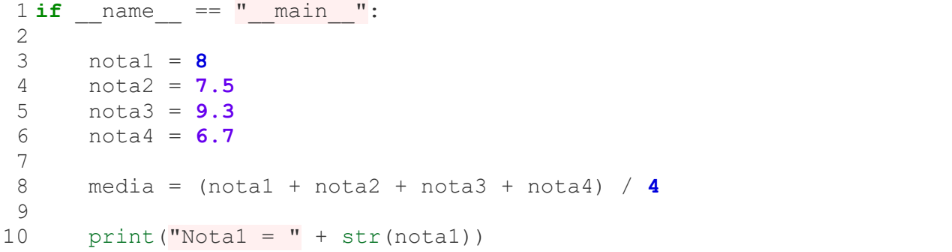 1 if __name__ == "__main__":
2
3     nota1 = 8
4     nota2 = 7.5
5     nota3 = 9.3
6     nota4 = 6.7
7
8     media = (nota1 + nota2 + nota3 + nota4) / 4
9
10     print("Nota1 = " + str(nota1))